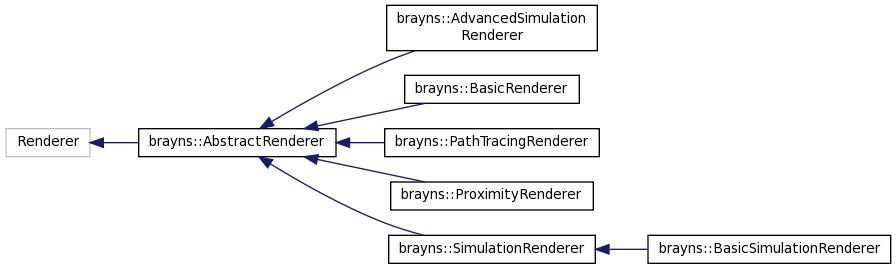 brayns::AdvancedSimulation
Renderer
brayns::BasicRenderer
Renderer
brayns::AbstractRenderer
brayns::PathTracingRenderer
brayns::ProximityRenderer
brayns::SimulationRenderer
brayns::BasicSimulationRenderer